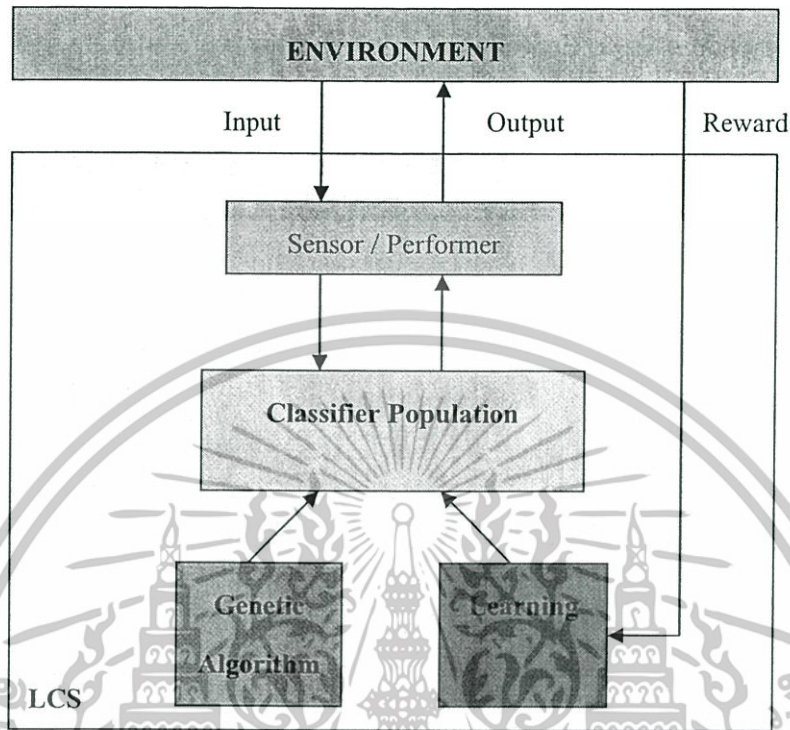 ENVIRONMENT
Input
Output
Reward
Sensor / Performer
Classifier Population
Genetic
Algorithm
Learning
LCS